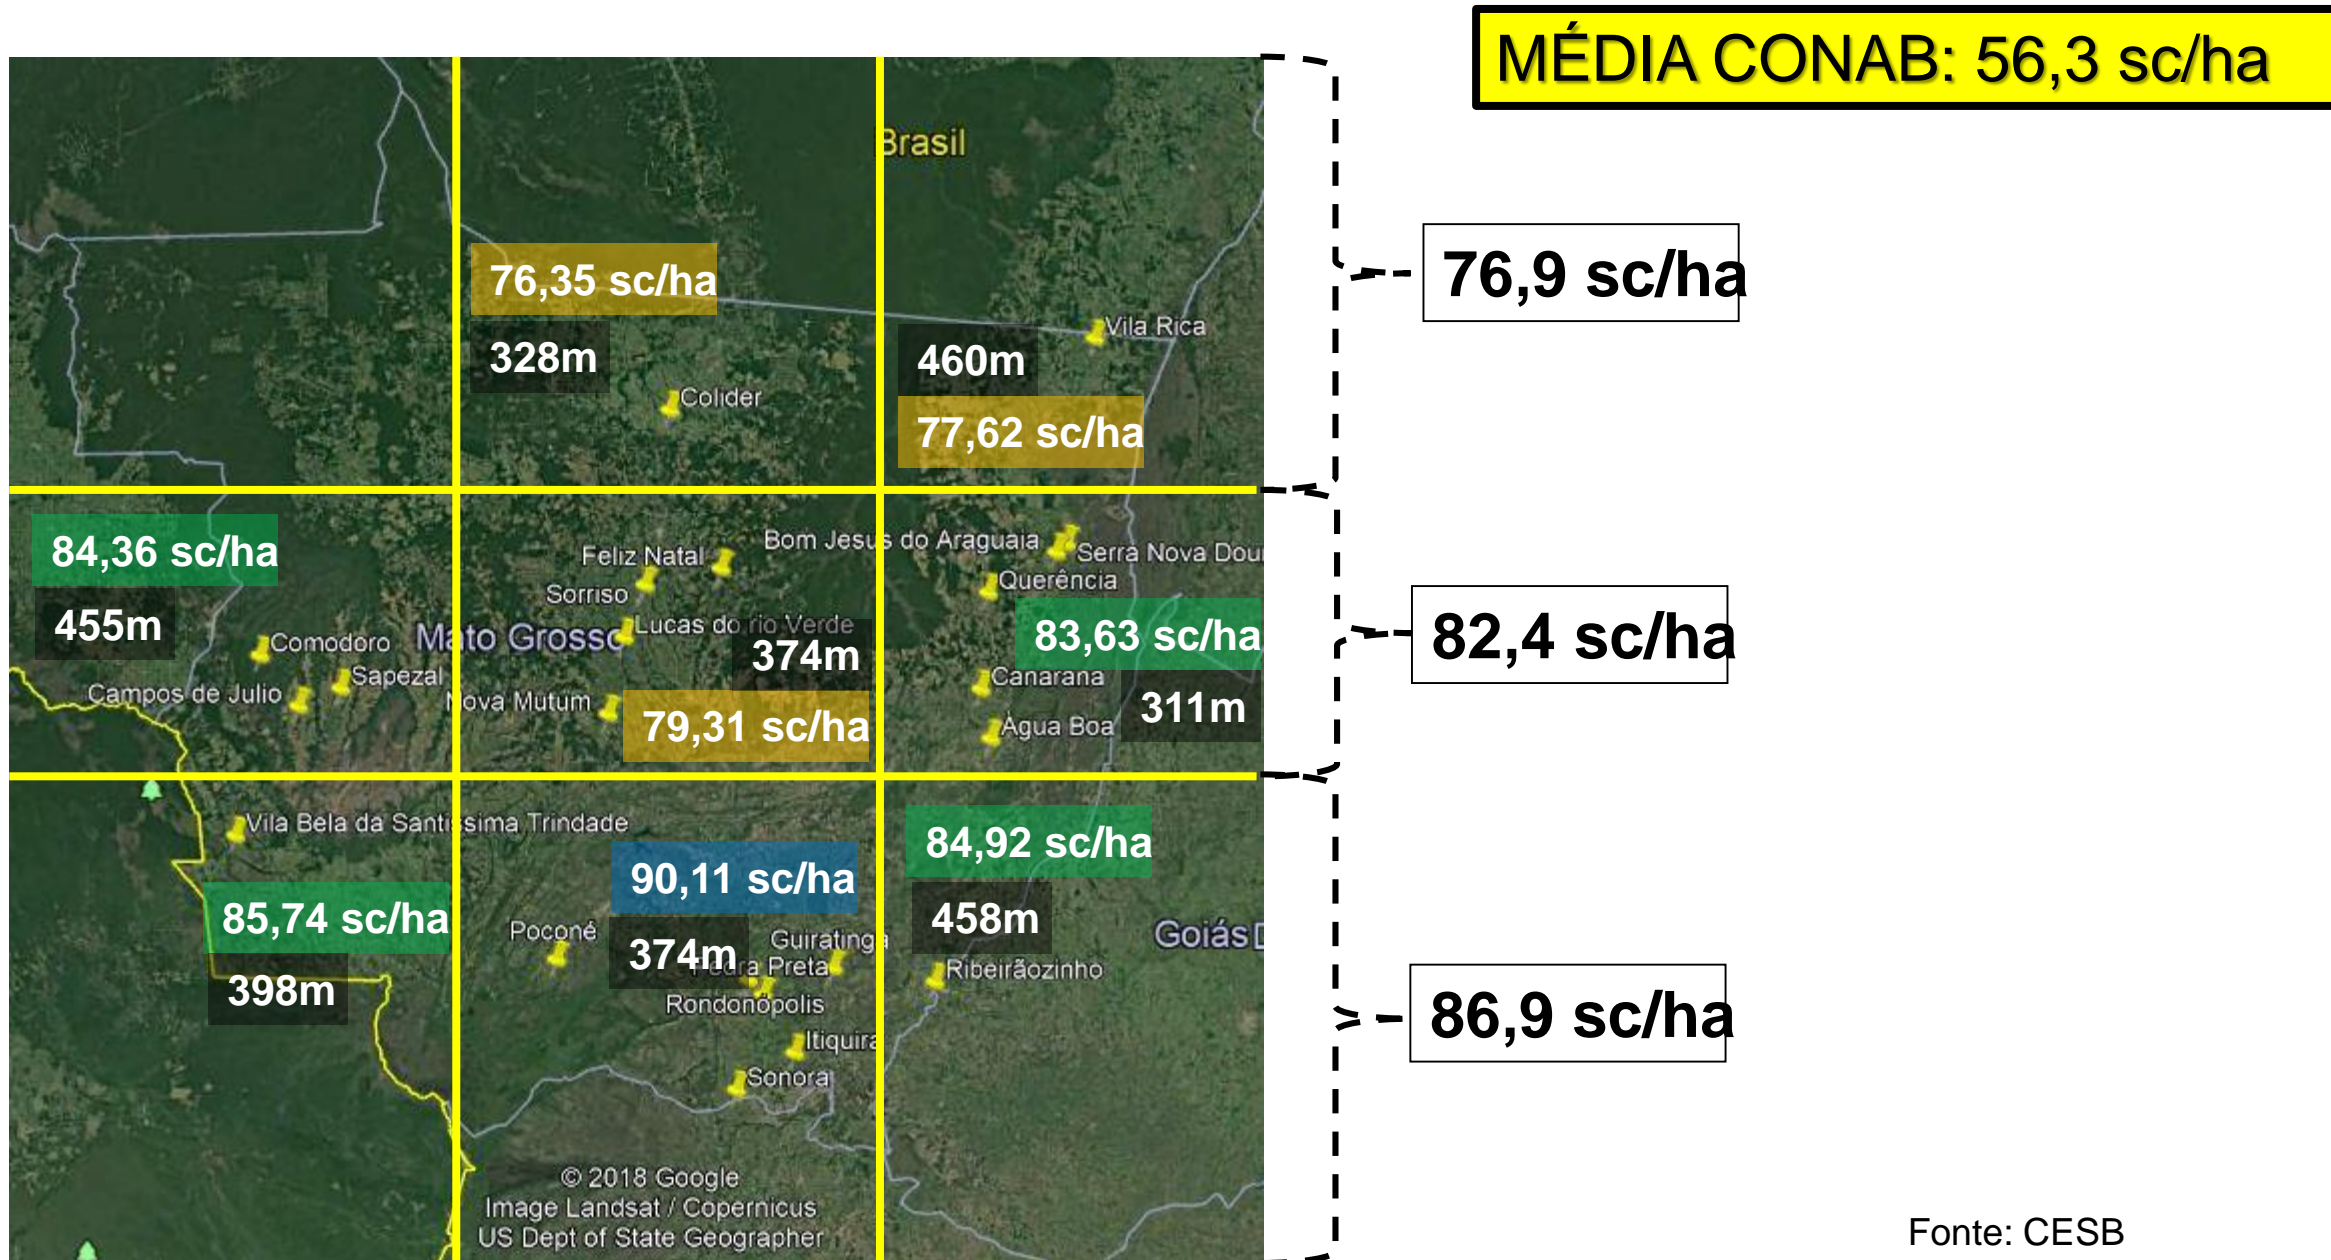 MÉDIA CONAB: 56,3 sc/ha
Brasil
76,35 sc/ha
328m
Colider
Vila Rica
460m
77,62 sc/ha
76,9 sc/ha
84,36 sc/ha
455m
Comodoro
Sapezal
Campos de Julio
Mato Grosso
Feliz Natal
Sorriso
Lucas do rio Verde
374m
Nova Mutum
79,31 sc/ha
Bom Jesus do Araguaia
Serra Nova Dou
Querência
83,63 sc/ha
Canarana
311m
Água Boa
82,4 sc/ha
Vila Bela da Santissima Trindade
85,74 sc/ha
398m
90,11 sc/ha
374m
Poconé
Guiratinga
Preta
Rondonópolis
Itiquira
Sonora
84,92 sc/ha
458m
Goiás
Ribeirãozinho
86,9 sc/ha
© 2018 Google
Image Landsat / Copernicus
US Dept of State Geographer
Fonte: CESB